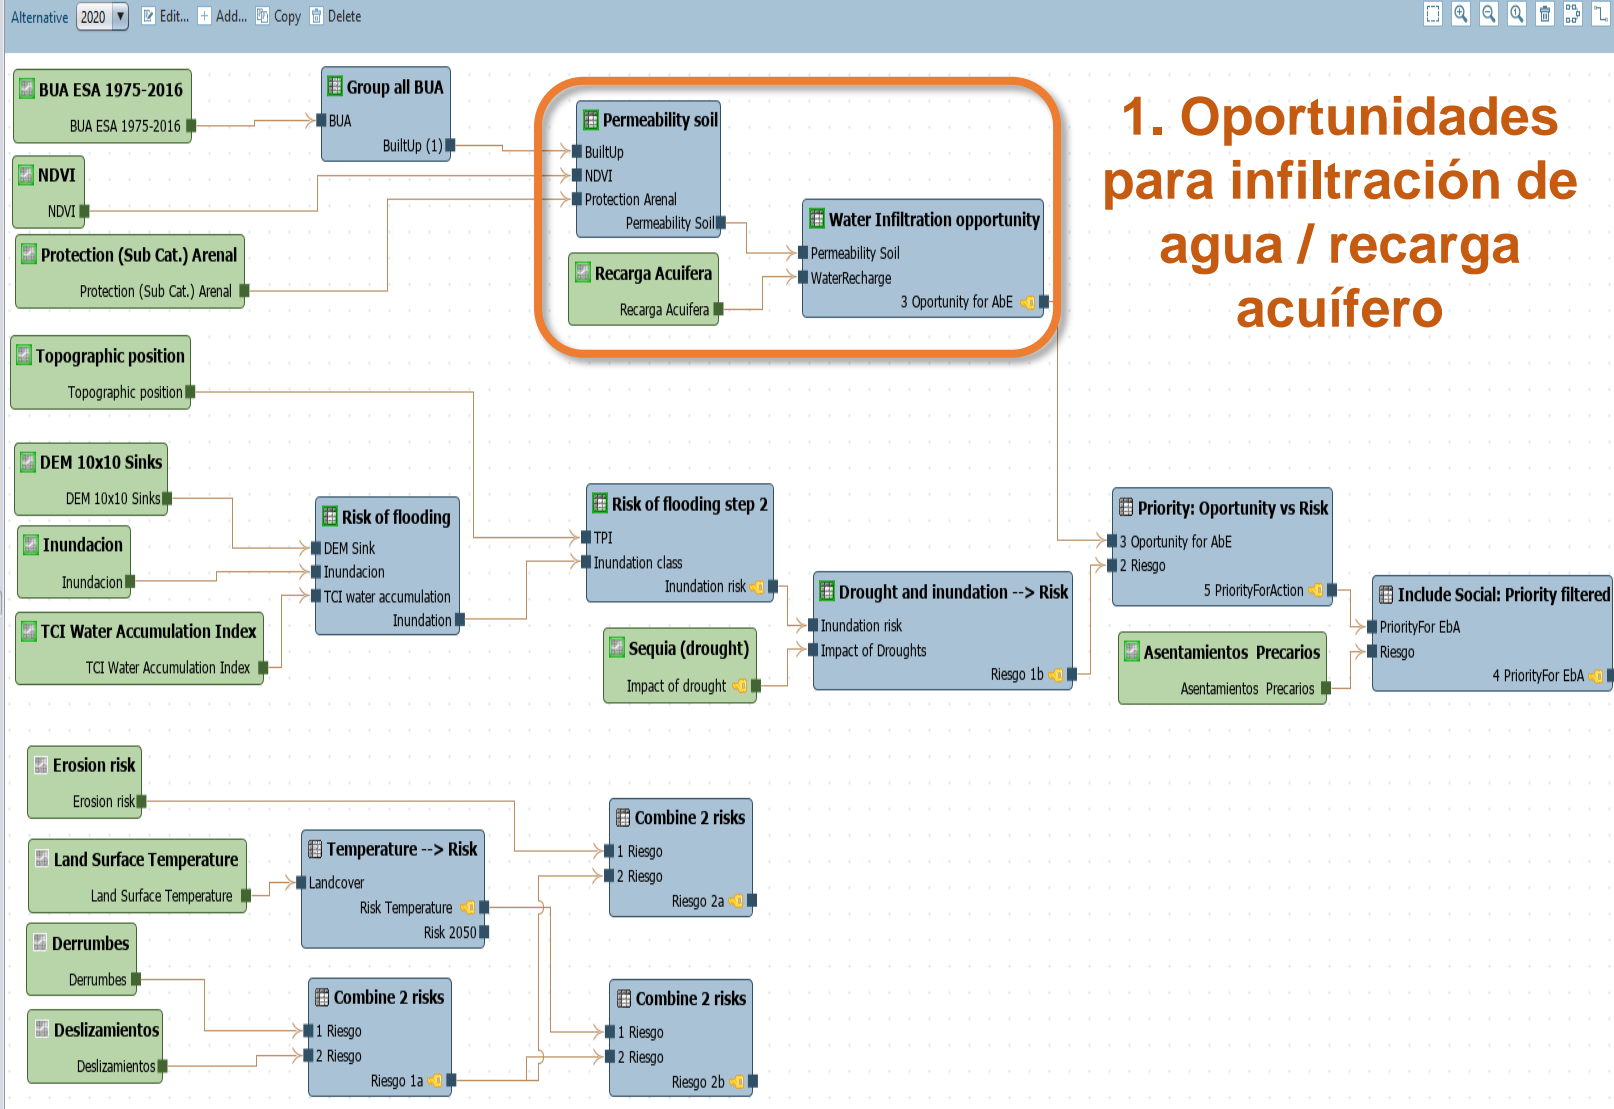 Alternative 2020 Edit... Add... Copy Delete
BUA ESA 1975-2016
BUA ESA 1975-2016
Group all BUA
BUA
BuiltUp (1)
NDVI
NDVI
Protection (Sub Cat.) Arenal
Protection (Sub Cat.) Arenal
Permeability soil
BuiltUp
NDVI
Protection Arenal
Permeability Soil
Recarga Acuifera
Recarga Acuifera
Water Infiltration opportunity
Permeability Soil
WaterRecharge
3 Oportunity for AbE
1. Oportunidades
para infiltración de
agua / recarga
acuífero
Topographic position
Topographic position
DEM 10x10 Sinks
DEM 10x10 Sinks
Inundacion
Inundacion
TCI Water Accumulation Index
TCI Water Accumulation Index
Risk of flooding
DEM Sink
Inundacion
TCI water accumulation
Inundation
Risk of flooding step 2
TPI
Inundation class
Inundation risk
Sequia (drought)
Impact of drought
Drought and inundation --> Risk
Inundation risk
Impact of Droughts
Riesgo 1b
Priority: Oportunity vs Risk
3 Oportunity for AbE
2 Riesgo
5 PriorityForAction
Asentamientos Precarios
Asentamientos Precarios
Include Social: Priority filtered
PriorityFor EbA
Riesgo
4 PriorityFor EbA
Erosion risk
Erosion risk
Land Surface Temperature
Land Surface Temperature
Derrumbes
Derrumbes
Deslizamientos
Deslizamientos
Temperature --> Risk
Landcover
Risk Temperature
Risk 2050
Combine 2 risks
1 Riesgo
2 Riesgo
Riesgo 1a
Combine 2 risks
1 Riesgo
2 Riesgo
Riesgo 2a
Combine 2 risks
1 Riesgo
2 Riesgo
Riesgo 2b